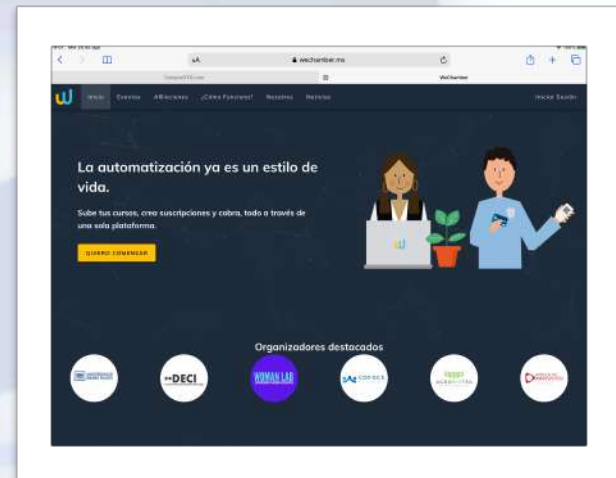 AA
wechamber.mx
WeChamber
Inicio Eventos Afiliaciones ¿Cómo Funciona? Nosotros Noticias Iniciar Sesión
La automatización ya es un estilo de
vida.
Sube tus cursos, crea suscripciones y cobra, todo a través de
una sola plataforma.
QUIERO COMENZAR
Organizadores destacados
DECI
WOMAN LAB